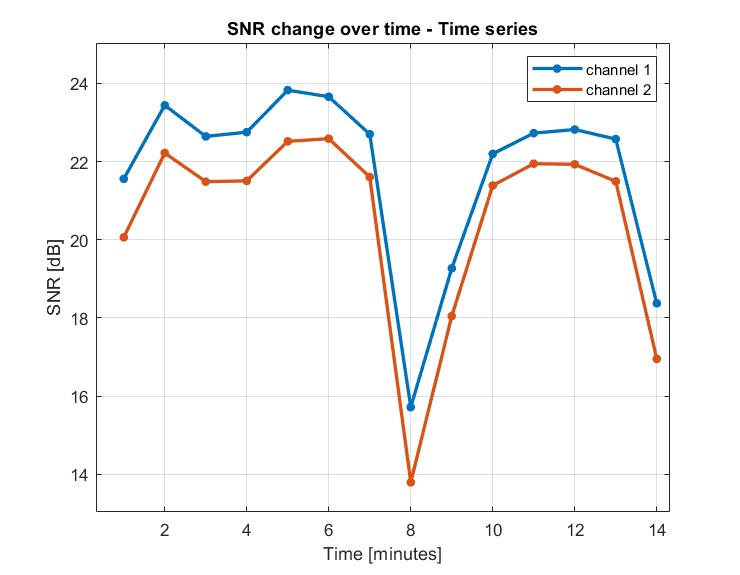 SNR change over time - Time series
channel 1
channel 2
24
22
20
18
16
14
SNR [dB]
2 4 6 8 10 12 14
Time [minutes]